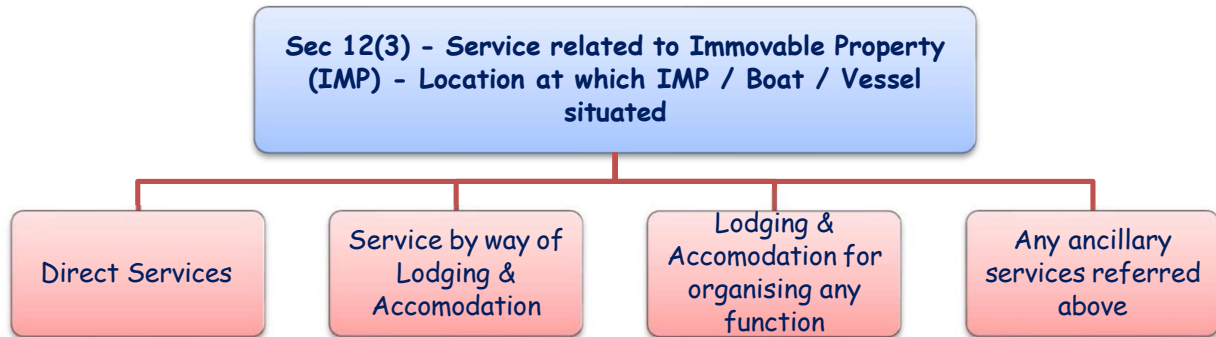 Sec 12(3) - Service related to Immovable Property
(IMP) - Location at which IMP / Boat / Vessel
situated
Direct Services
Service by way of
Lodging &
Accomodation
Lodging &
Accomodation for
organising any
function
Any ancillary
services referred
above